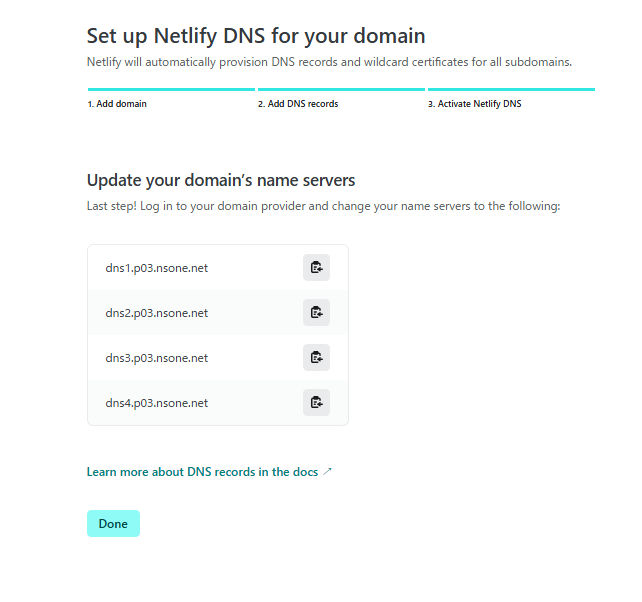 Set up Netlify DNS for your domain
Netlify will automatically provision DNS records and wildcard certificates for all subdomains.
1. Add domain
2. Add DNS records
3. Activate Netlify DNS
Update your domain’s name servers
Last step! Log in to your domain provider and change your name servers to the following:
dns1.p03.nsone.net
dns2.p03.nsone.net
dns3.p03.nsone.net
dns4.p03.nsone.net
Learn more about DNS records in the docs ↗
Done